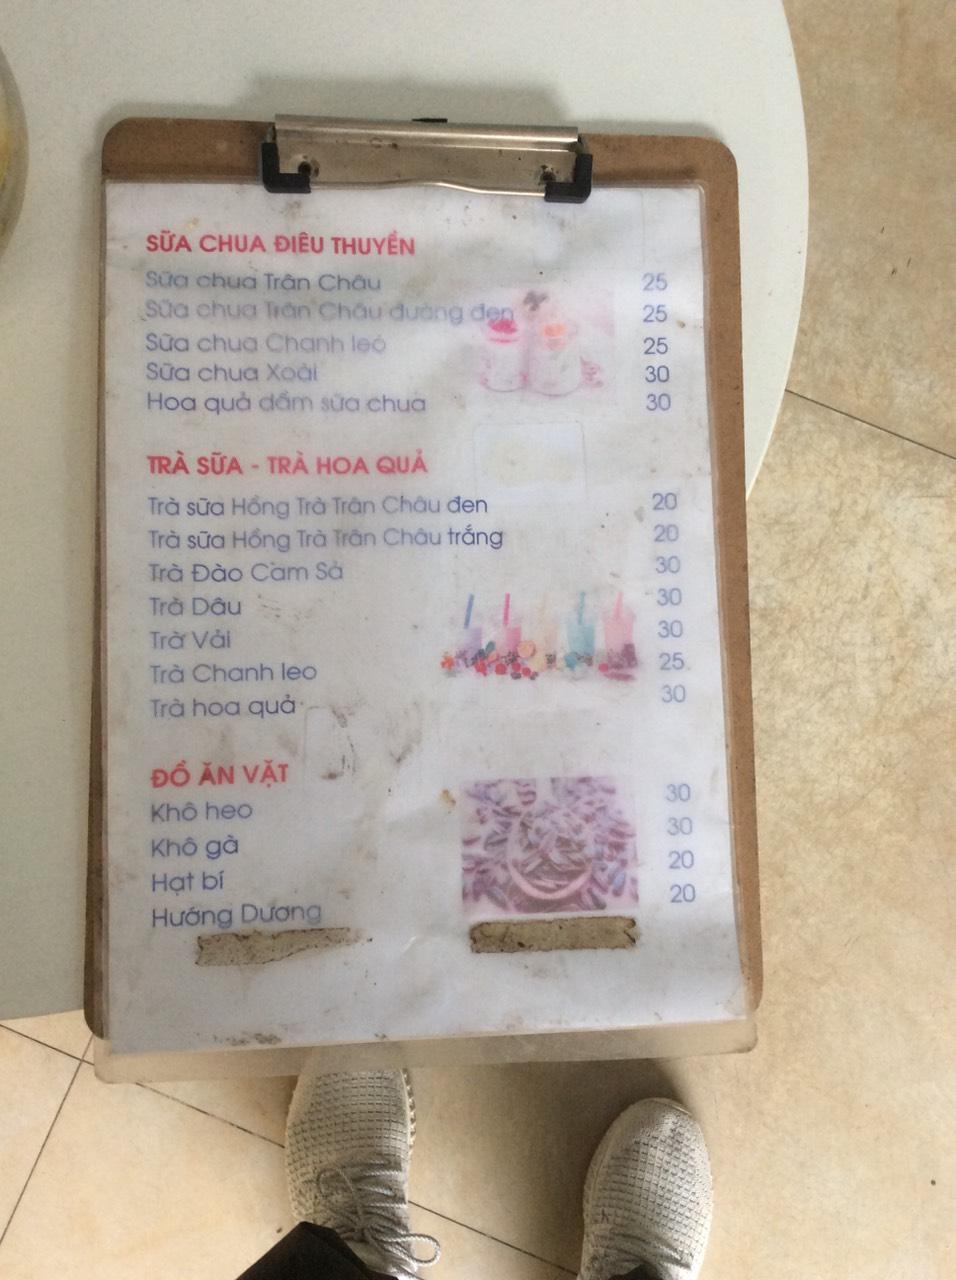 SỮA CHUA ĐIÊU THUYỀN
Sữa chua Trân Châu 25
Sữa chua Trân Châu đường đen 25
Sữa chua Chanh leo 25
Sữa chua Xoài 30
Hoa quả dầm sữa chua 30
TRÀ SỮA - TRÀ HOA QUẢ
Trà sữa Hồng Trà Trân Châu đen 20
Trà sữa Hồng Trà Trân Châu trắng 20
Trà Đào Cam Sả 30
Trà Dâu 30
Trà Vải 30
Trà Chanh leo 25
Trà hoa quả 30
ĐỒ ĂN VẶT
Khô heo 30
Khô gà 30
Hạt bí 20
Hướng Dương 20